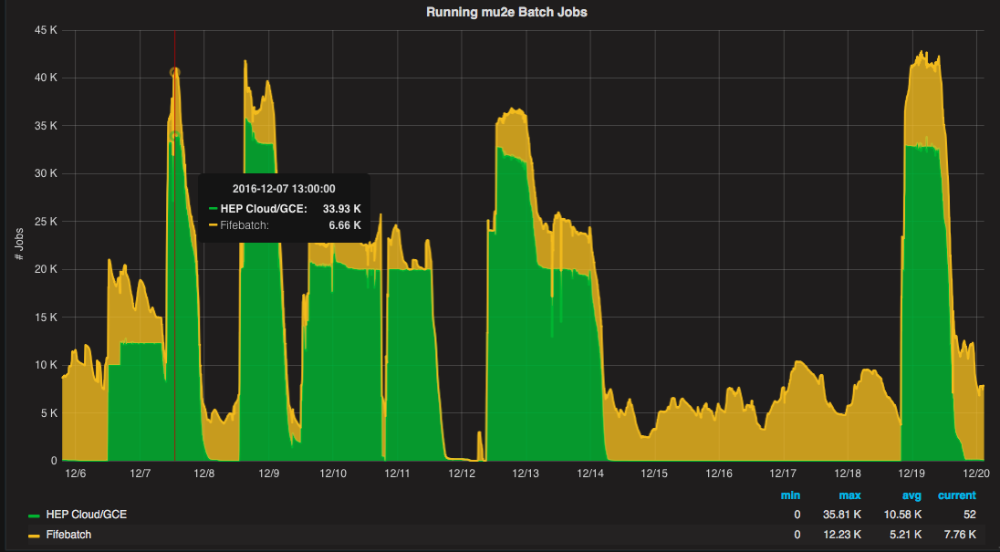 Running mu2e Batch Jobs
45 K
40 K
35 K
30 K
25 K
20 K
15 K
10 K
5 K
0
# Jobs
2016-12-07 13:00:00
HEP Cloud/GCE: 33.93 K
Fifebatch: 6.66 K
12/6 12/7 12/8 12/9 12/10 12/11 12/12 12/13 12/14 12/15 12/16 12/17 12/18 12/19 12/20
min max avg current
HEP Cloud/GCE 0 35.81 K 10.58 K 52
Fifebatch 0 12.23 K 5.21 K 7.76 K